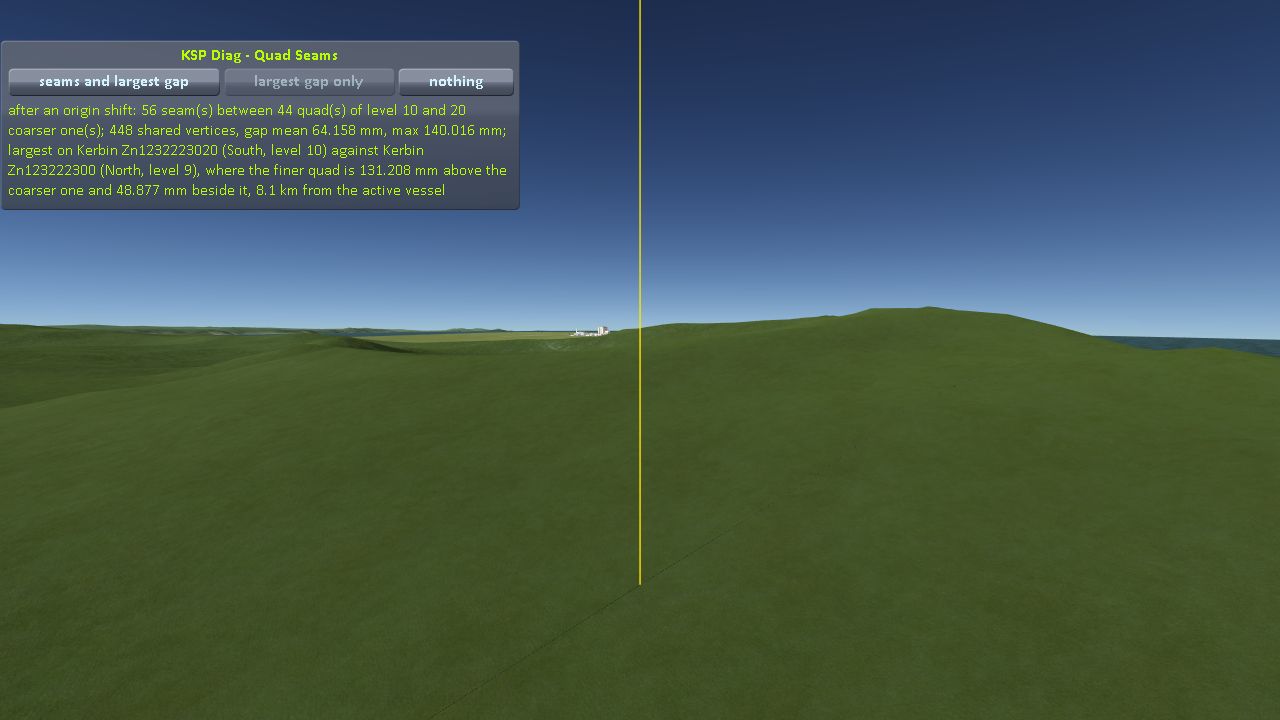 KSP Diag - Quad Seams
seams and largest gap largest gap only nothing
after an origin shift: 56 seam(s) between 44 quad(s) of level 10 and 20
coarser one(s); 448 shared vertices, gap mean 64.158 mm, max 140.016 mm;
largest on Kerbin Zn1232223020 (South, level 10) against Kerbin
Zn123222300 (North, level 9), where the finer quad is 131.208 mm above the
coarser one and 48.877 mm beside it, 8.1 km from the active vessel